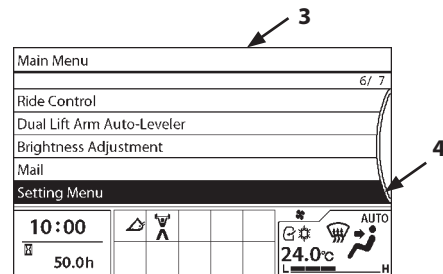 3
Main Menu
6/ 7
Ride Control
Dual Lift Arm Auto-Leveler
Brightness Adjustment
Mail
4
Setting Menu
10:00
AUTO
24.0℃
50.0h
L H